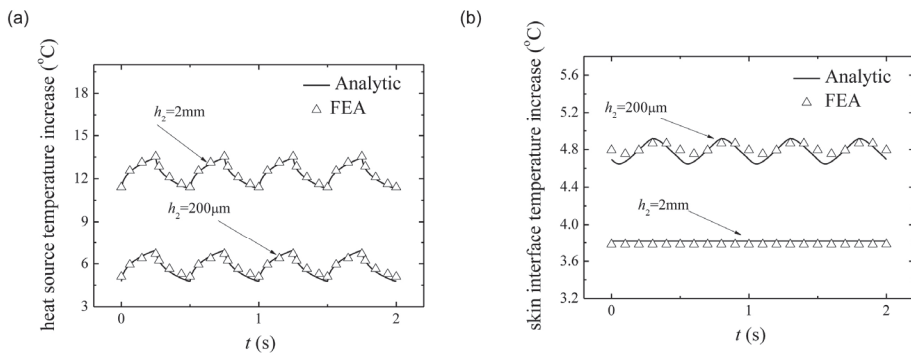 (a)
heat source temperature increase (°C)
18
15
12
9
6
3
Analytic
FEA
h₂=2mm
h₂=200μm
0
1
2
t (s)
(b)
skin interface temperature increase (°C)
5.6
5.2
4.8
4.4
4.0
3.6
3.2
Analytic
FEA
h₂=200μm
h₂=2mm
0
1
2
t (s)